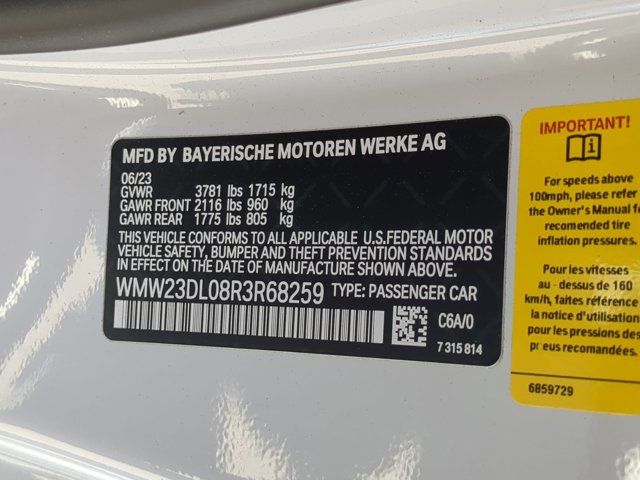 MFD BY BAYERISCHE MOTOREN WERKE AG
06/23
GVWR 3781 lbs 1715 kg
GAWR FRONT 2116 lbs 960 kg
GAWR REAR 1775 lbs 805 kg
THIS VEHICLE CONFORMS TO ALL APPLICABLE U.S.FEDERAL MOTOR
VEHICLE SAFETY, BUMPER AND THEFT PREVENTION STANDARDS
IN EFFECT ON THE DATE OF MANUFACTURE SHOWN ABOVE.
WMW23DL08R3R68259 TYPE: PASSENGER CAR
C6A/0
7 315 814
IMPORTANT!
For speeds above
100mph, please refer
the Owner's Manual f
recomended tire
inflation pressures.
Pour les vitesses
au - dessus de 160
km/h, faites référence
la notice d'utilisation
pour les pressions de
pneus recomandées.
6859729